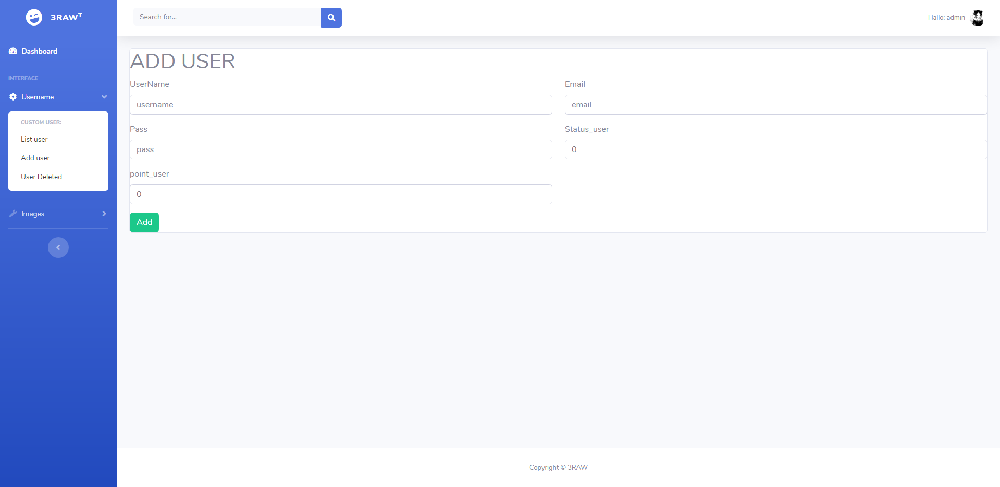 3RAWT
Dashboard
INTERFACE
Username
CUSTOM USER:
List user
Add user
User Deleted
Images
Search for...
Hallo: admin
ADD USER
UserName
username
Email
email
Pass
pass
Status_user
0
point_user
0
Add
Copyright © 3RAW